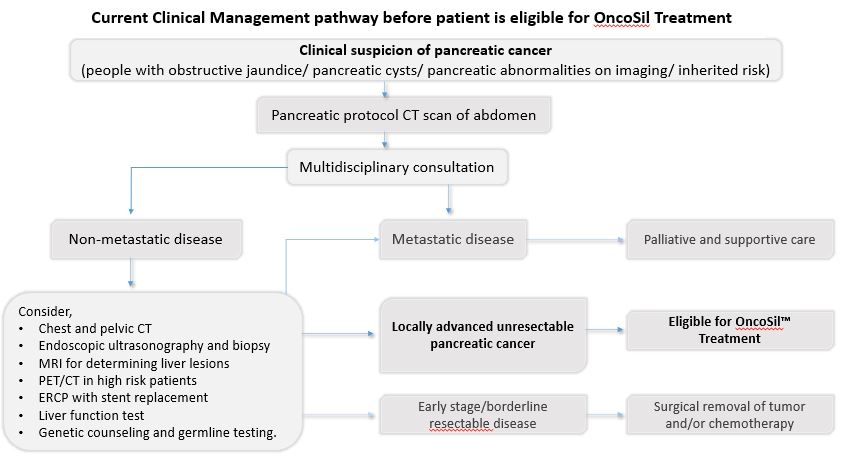 Current Clinical Management pathway before patient is eligible for OncoSil Treatment
Clinical suspicion of pancreatic cancer
(people with obstructive jaundice/ pancreatic cysts/ pancreatic abnormalities on imaging/ inherited risk)
Pancreatic protocol CT scan of abdomen
Multidisciplinary consultation
Non-metastatic disease
Metastatic disease
Palliative and supportive care
Consider,
• Chest and pelvic CT
• Endoscopic ultrasonography and biopsy
• MRI for determining liver lesions
• PET/CT in high risk patients
• ERCP with stent replacement
• Liver function test
• Genetic counseling and germline testing.
Locally advanced unresectable
pancreatic cancer
Eligible for OncoSil™
Treatment
Early stage/borderline
resectable disease
Surgical removal of tumor
and/or chemotherapy